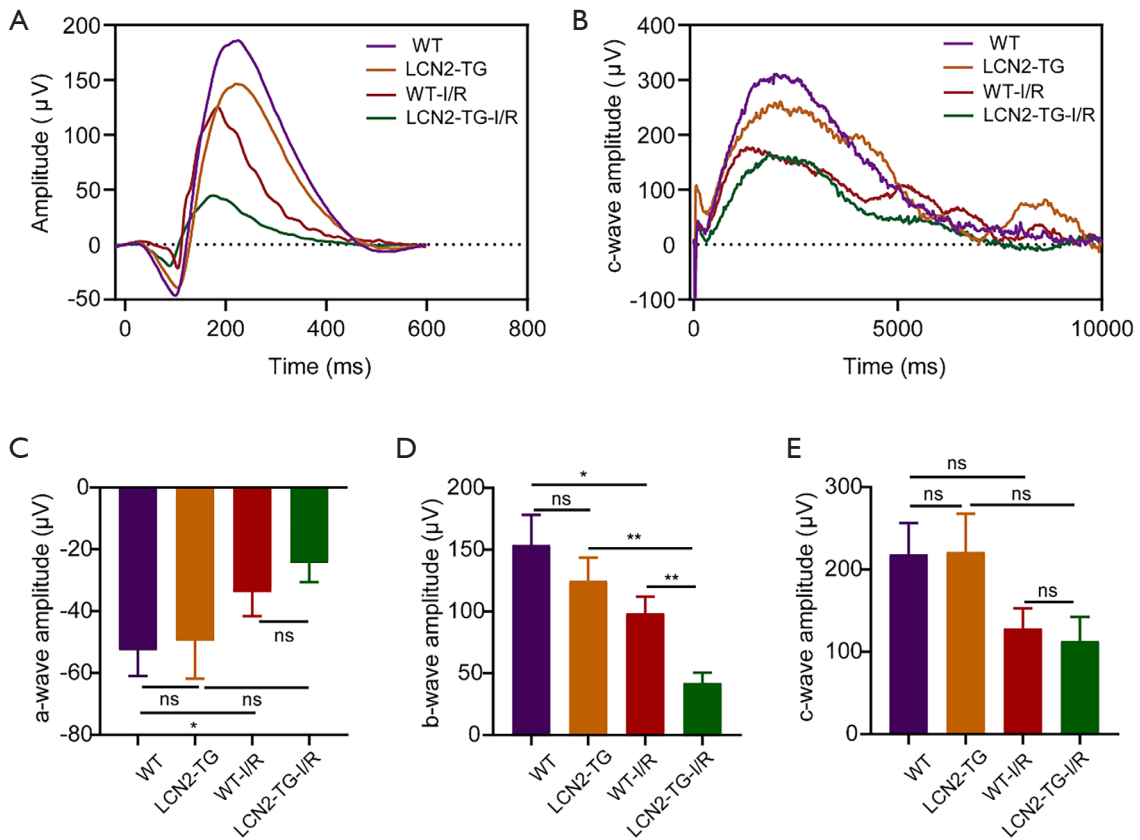 A
Amplitude (µV)
200
150
100
50
0
-50
0
200
400
600
800
Time (ms)
WT
LCN2-TG
WT-I/R
LCN2-TG-I/R
B
c-wave amplitude (µV)
400
300
200
100
0
-100
0
5000
10000
Time (ms)
WT
LCN2-TG
WT-I/R
LCN2-TG-I/R
C
a-wave amplitude (µV)
0
-20
-40
-60
-80
ns
ns
ns
*
WT
LCN2-TG
WT-I/R
LCN2-TG-I/R
D
b-wave amplitude (µV)
200
150
100
50
0
*
ns
**
**
WT
LCN2-TG
WT-I/R
LCN2-TG-I/R
E
c-wave amplitude (µV)
300
200
100
0
ns
ns
ns
ns
WT
LCN2-TG
WT-I/R
LCN2-TG-I/R